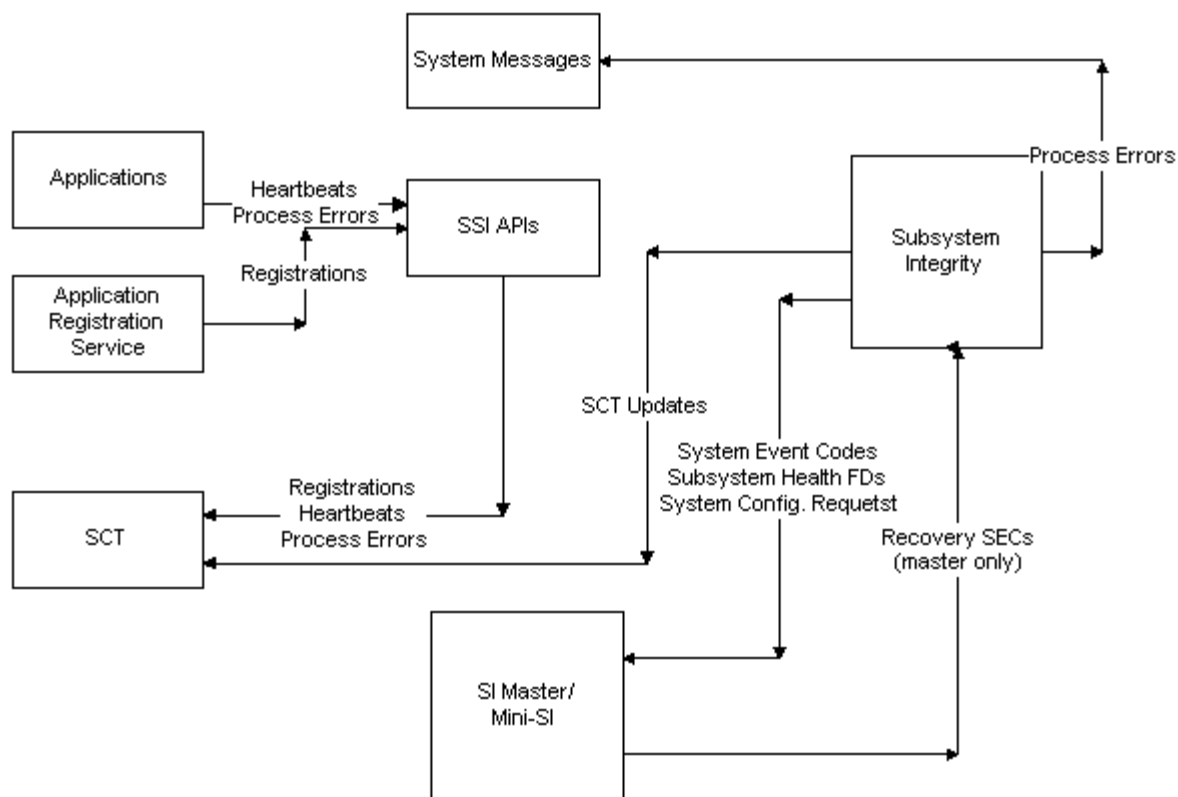 System Messages
Applications
Process Errors
Heartbeats
Process Errors
SSI APIs
Subsystem
Integrity
Registrations
Application
Registration
Service
SCT Updates
System Event Codes
Subsystem Health FDs
System Config. Requetst
Registrations
Heartbeats
Process Errors
SCT
Recovery SECs
(master only)
SI Master/
Mini-SI